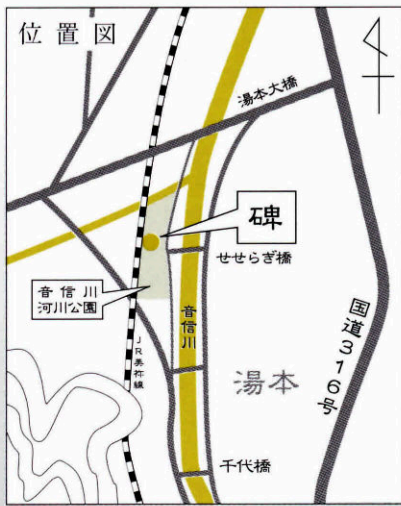 位置図
湯本大橋
碑
せせらぎ橋
音信川
河川公園
音信川
JR美祢線
国道316号
湯本
千代橋